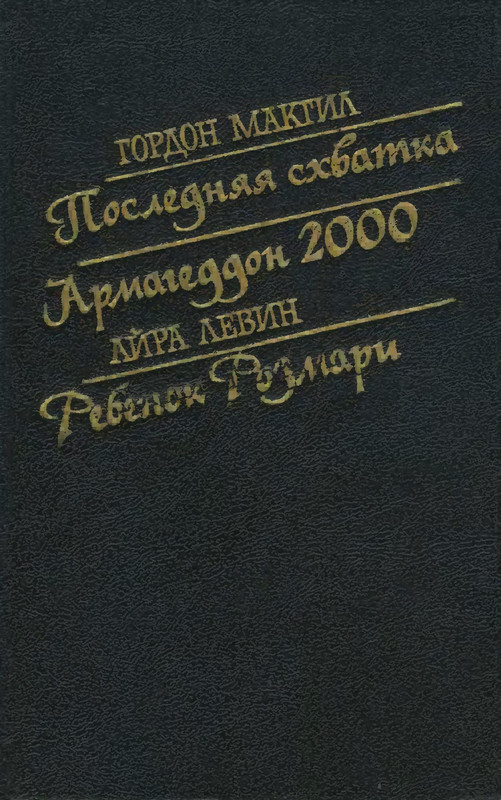 ГОРДОН МАКГИЛ
Последняя схватка
Армагеддон 2000
АЙРА ЛЕВИН
Ребенок Розмари